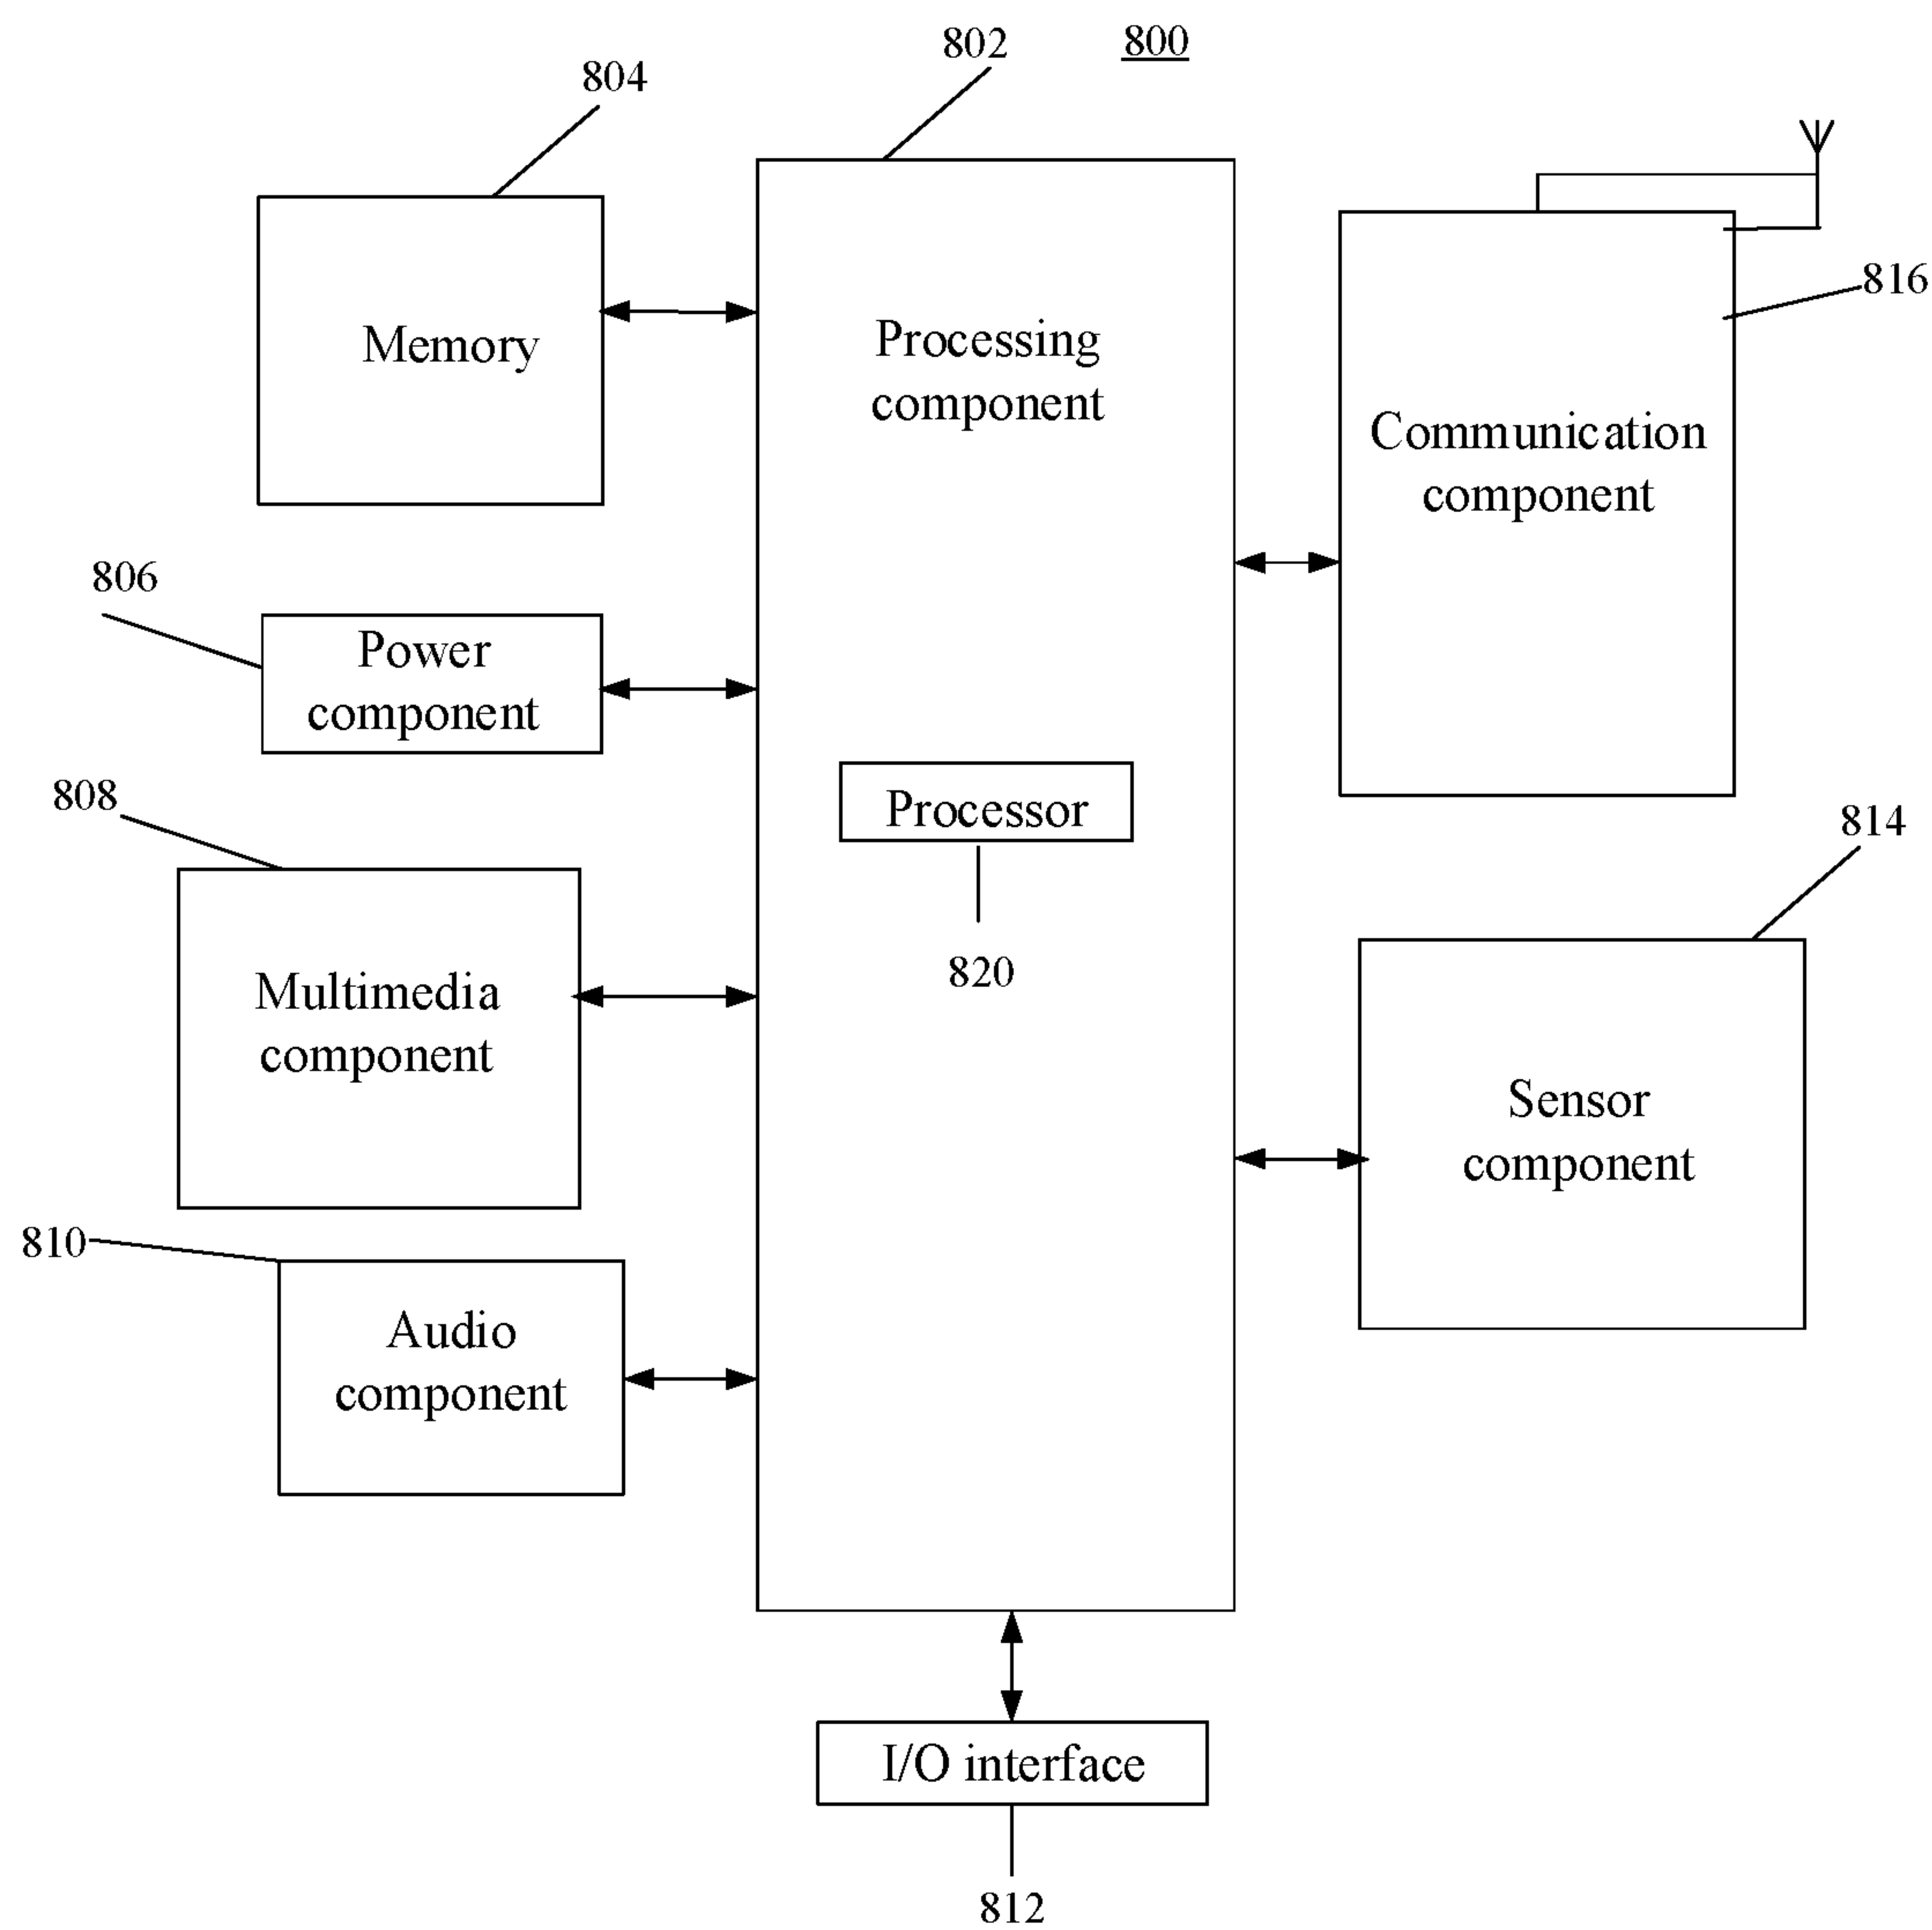 802
800
804
Memory
Processing
component
816
Communication
component
806
Power
component
808
Processor
814
820
Multimedia
component
Sensor
component
810
Audio
component
I/O interface
812